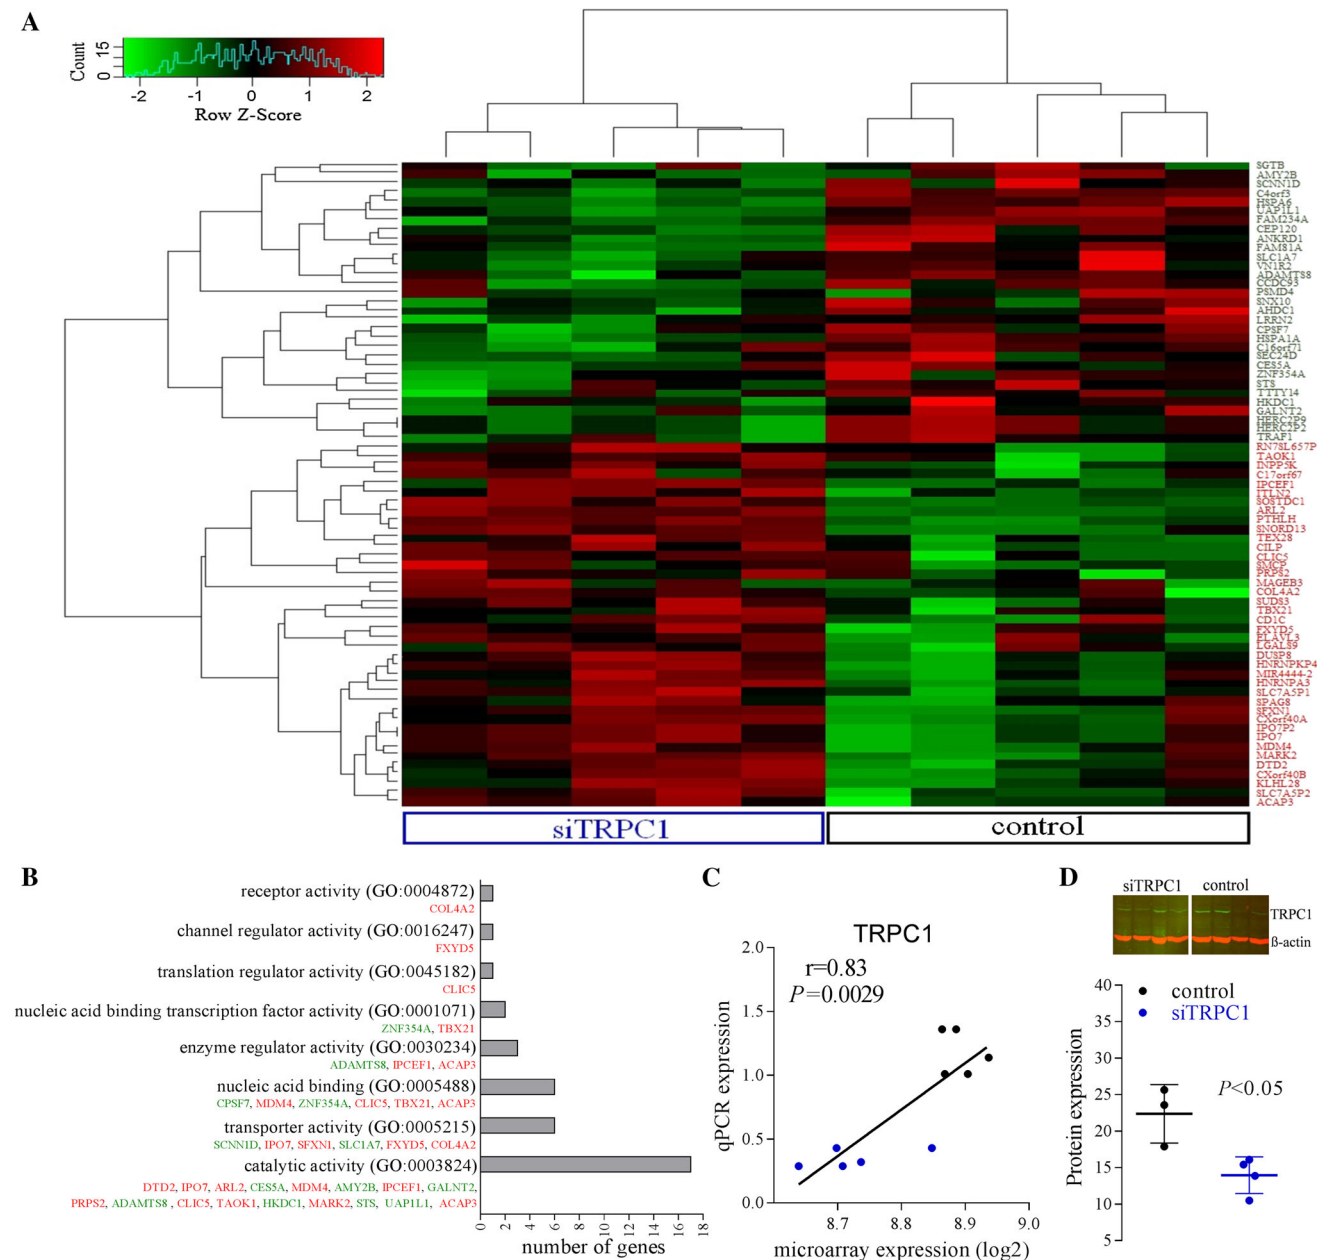 A
Count
15
0
-2 -1 0 1 2
Row Z-Score
SGTB
AMY2B
SCNN1D
C4orf3
HSPA6
UAP1L1
FAM234A
CEP120
ANKRD1
FAM81A
SLC1A7
VN1R2
ADAMTS8
CCDC93
PSMD4
SNX10
AHDC1
LRRN2
CPSF7
HSPA1A
C16orf71
SEC24D
CES5A
ZNF354A
STS
TTTY14
HKDC1
GALNT2
HERC2P9
HERC2P2
TRAF1
RN7SL657P
TAOK1
INPP5K
C17orf67
IPCEF1
ITLN2
SOSTDC1
ARL2
PTHLH
SNORD13
TEX28
CILP
CLIC5
SMCP
PRPS2
MAGEB3
COL4A2
SUDS3
TBX21
CD1C
FXYD5
ELAVL3
LGALS9
DUSP8
HNRNPKP4
MIR4444-2
HNRNPA3
SLC7A5P1
SPAG8
SFXN1
CXorf40A
IPO7P2
IPO7
MDM4
MARK2
DTD2
CXorf40B
KLHL28
SLC7A5P2
ACAP3
siTRPC1
control
B
receptor activity (GO:0004872)
COL4A2
channel regulator activity (GO:0016247)
FXYD5
translation regulator activity (GO:0045182)
CLIC5
nucleic acid binding transcription factor activity (GO:0001071)
ZNF354A, TBX21
enzyme regulator activity (GO:0030234)
ADAMTS8, IPCEF1, ACAP3
nucleic acid binding (GO:0005488)
CPSF7, MDM4, ZNF354A, CLIC5, TBX21, ACAP3
transporter activity (GO:0005215)
SCNN1D, IPO7, SFXN1, SLC1A7, FXYD5, COL4A2
catalytic activity (GO:0003824)
DTD2, IPO7, ARL2, CES5A, MDM4, AMY2B, IPCEF1, GALNT2,
PRPS2, ADAMTS8 , CLIC5, TAOK1, HKDC1, MARK2, STS, UAP1L1, ACAP3
0 2 4 6 8 10 12 14 16 18
number of genes
C
TRPC1
r=0.83
P=0.0029
qPCR expression
2.0
1.5
1.0
0.5
0.0
8.7 8.8 8.9 9.0
microarray expression (log2)
D
siTRPC1 control
TRPC1
ß-actin
control
siTRPC1
P<0.05
Protein expression
40
35
30
25
20
15
10
5